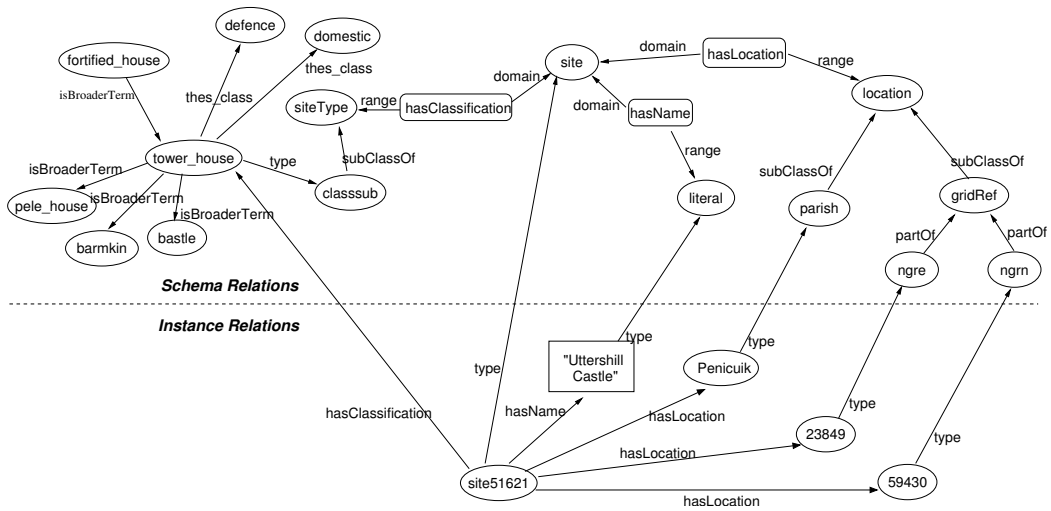 defence
domestic
fortified_house
site
domain
hasLocation
thes_class
range
isBroaderTerm
thes_class
domain
siteType
range
hasClassification
domain
hasName
location
tower_house
type
subClassOf
range
subClassOf
isBroaderTerm
classsub
subClassOf
pele_house
isBroaderTerm
literal
parish
gridRef
isBroaderTerm
barmkin
bastle
partOf
partOf
ngre
ngrn
Schema Relations
Instance Relations
type
"Uttershill
Castle"
type
Penicuik
type
hasClassification
hasName
hasLocation
type
23849
type
hasLocation
site51621
59430
hasLocation